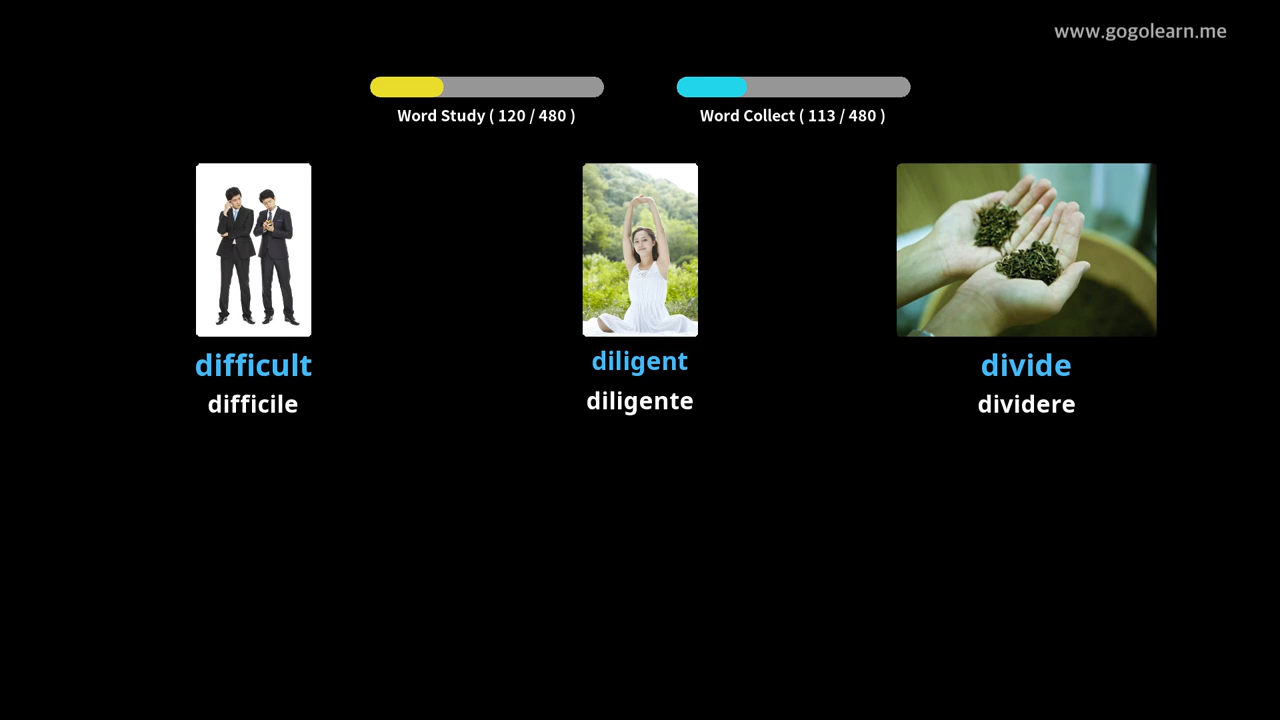 www.gogolearn.me
Word Study ( 120 / 480 )
Word Collect ( 113 / 480 )
difficult
difficile
diligent
diligente
divide
dividere